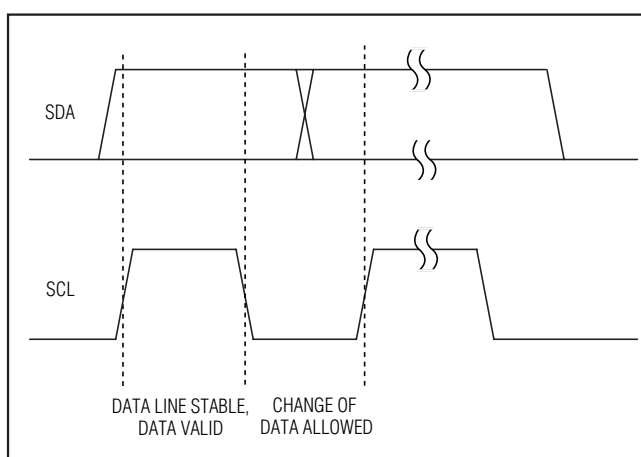 SDA
SCL
DATA LINE STABLE,
DATA VALID
CHANGE OF
DATA ALLOWED